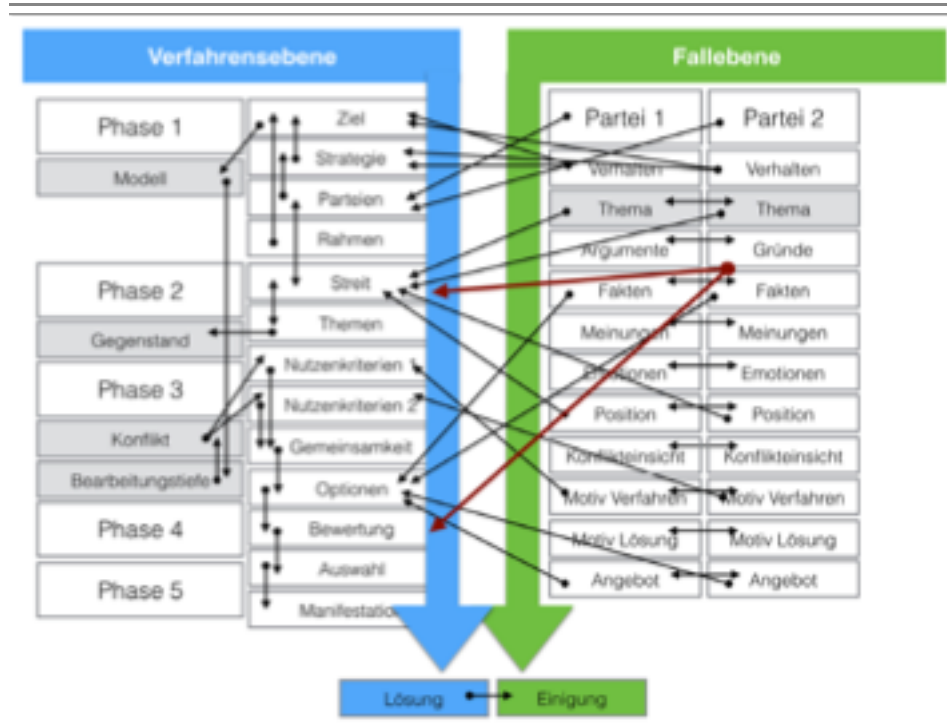 Verfahrensebene
Fallebene
Phase 1
Modell
Phase 2
Gegenstand
Phase 3
Konflikt
Bearbeitungstiefe
Phase 4
Phase 5
Ziel
Strategie
Parteien
Rahmen
Streit
Themen
Nutzenkriterien 1
Nutzenkriterien 2
Gemeinsamkeit
Optionen
Bewertung
Auswahl
Manifestation
Partei 1
Partei 2
Verhalten
Verhalten
Thema
Thema
Argumente
Gründe
Fakten
Fakten
Meinungen
Meinungen
Emotionen
Emotionen
Position
Position
Konflikteinsicht
Konflikteinsicht
Motiv Verfahren
Motiv Verfahren
Motiv Lösung
Motiv Lösung
Angebot
Angebot
Lösung
Einigung